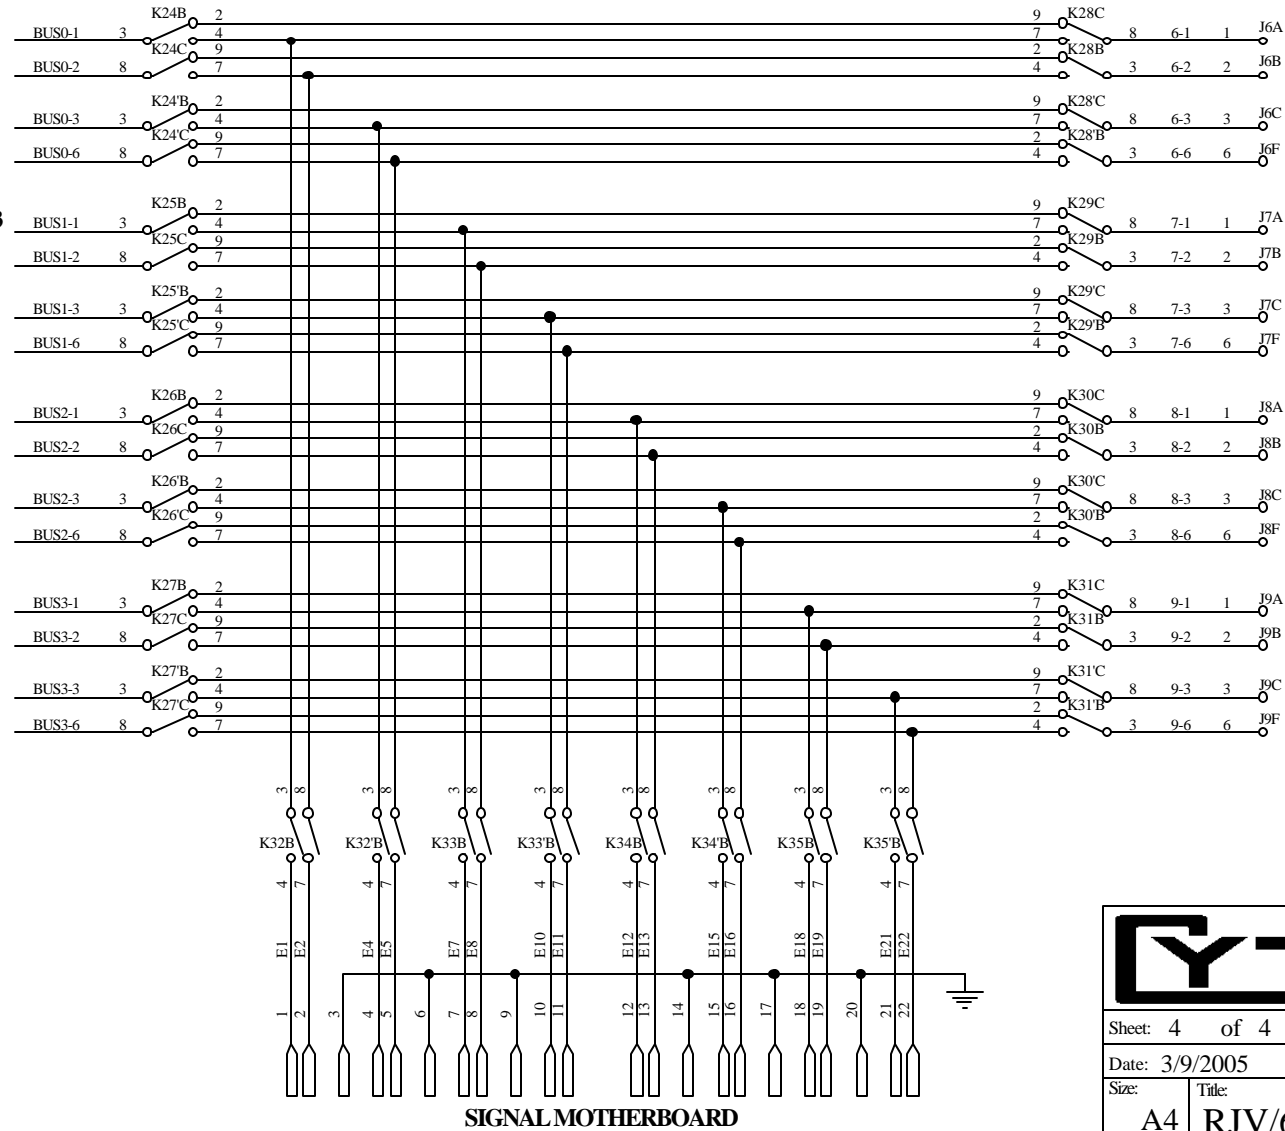 K24B 2 9 K28C
BUS0-1 3 4 7 8 6-1 1 J6A
K24C 9 2 K28B
BUS0-2 8 7 4 3 6-2 2 J6B
K24'B 2 9 K28'C
BUS0-3 3 4 7 8 6-3 3 J6C
K24'C 9 2 K28'B
BUS0-6 8 7 4 3 6-6 6 J6F
K25B 2 9 K29C
BUS1-1 3 4 7 8 7-1 1 J7A
K25C 9 2 K29B
BUS1-2 8 7 4 3 7-2 2 J7B
K25'B 2 9 K29'C
BUS1-3 3 4 7 8 7-3 3 J7C
K25'C 9 2 K29'B
BUS1-6 8 7 4 3 7-6 6 J7F
K26B 2 9 K30C
BUS2-1 3 4 7 8 8-1 1 J8A
K26C 9 2 K30B
BUS2-2 8 7 4 3 8-2 2 J8B
K26'B 2 9 K30'C
BUS2-3 3 4 7 8 8-3 3 J8C
K26'C 9 2 K30'B
BUS2-6 8 7 4 3 8-6 6 J8F
K27B 2 9 K31C
BUS3-1 3 4 7 8 9-1 1 J9A
K27C 9 2 K31B
BUS3-2 8 7 4 3 9-2 2 J9B
K27'B 2 9 K31'C
BUS3-3 3 4 7 8 9-3 3 J9C
K27'C 9 2 K31'B
BUS3-6 8 7 4 3 9-6 6 J9F
3 8 3 8 3 8 3 8 3 8 3 8 3 8 3 8
K32B K32'B K33B K33'B K34B K34'B K35B K35'B
4 7 4 7 4 7 4 7 4 7 4 7 4 7 4 7
E1 E2 E4 E5 E7 E8 E10 E11 E12 E13 E15 E16 E18 E19 E21 E22
1 2 3 4 5 6 7 8 9 10 11 12 13 14 15 16 17 18 19 20 21 22
SIGNAL MOTHERBOARD
CY
Sheet: 4 of 4
Date: 3/9/2005
Size: Title:
A4 RJV/